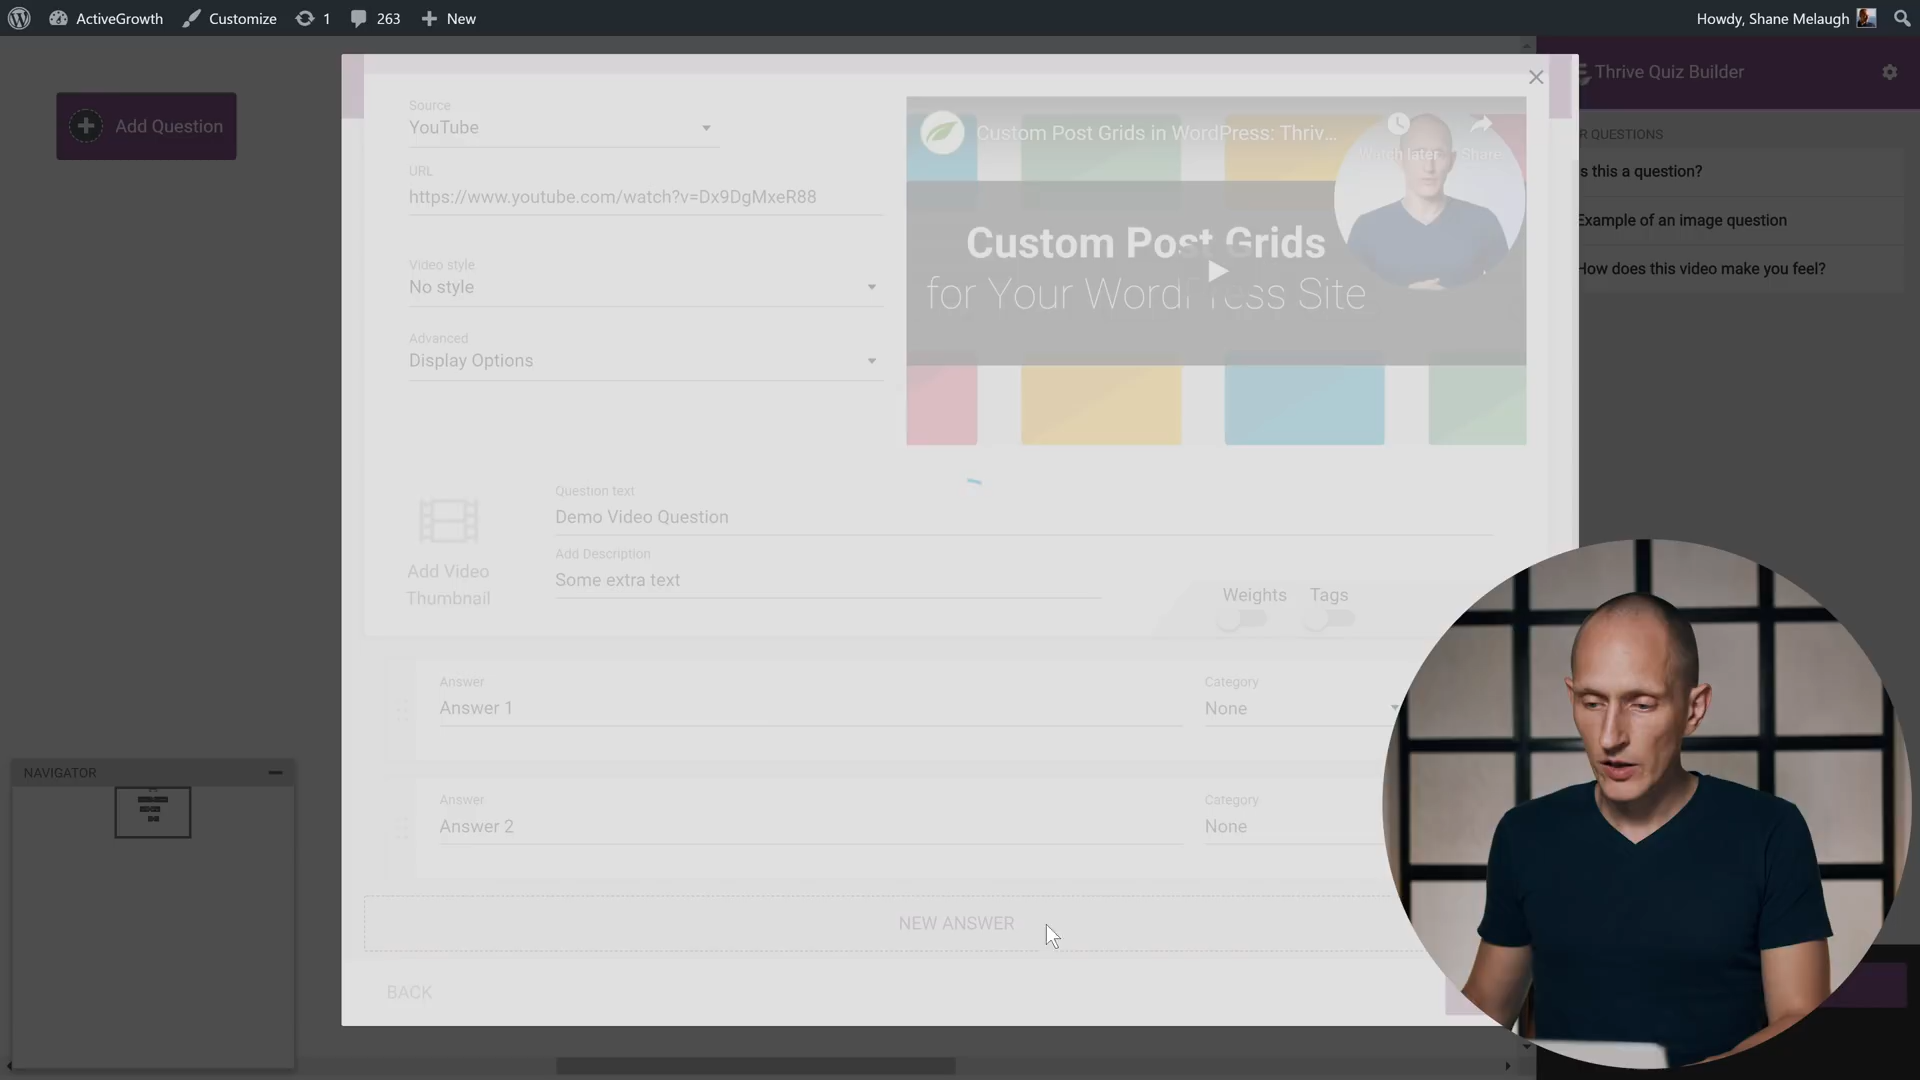 ActiveGrowth
Customize
1
263
New
Howdy, Shane Melaugh
Add Question
Thrive Quiz Builder
R QUESTIONS
s this a question?
Example of an image question
How does this video make you feel?
Source
YouTube
URL
https://www.youtube.com/watch?v=Dx9DgMxeR88
Video style
No style
Advanced
Display Options
Custom Post Grids in WordPress: Thriv...
Watch later
Share
Custom Post Grids
for Your WordPress Site
Add Video
Thumbnail
Question text
Demo Video Question
Add Description
Some extra text
Weights
Tags
Answer
Answer 1
Category
None
Answer
Answer 2
Category
None
NEW ANSWER
BACK
NAVIGATOR